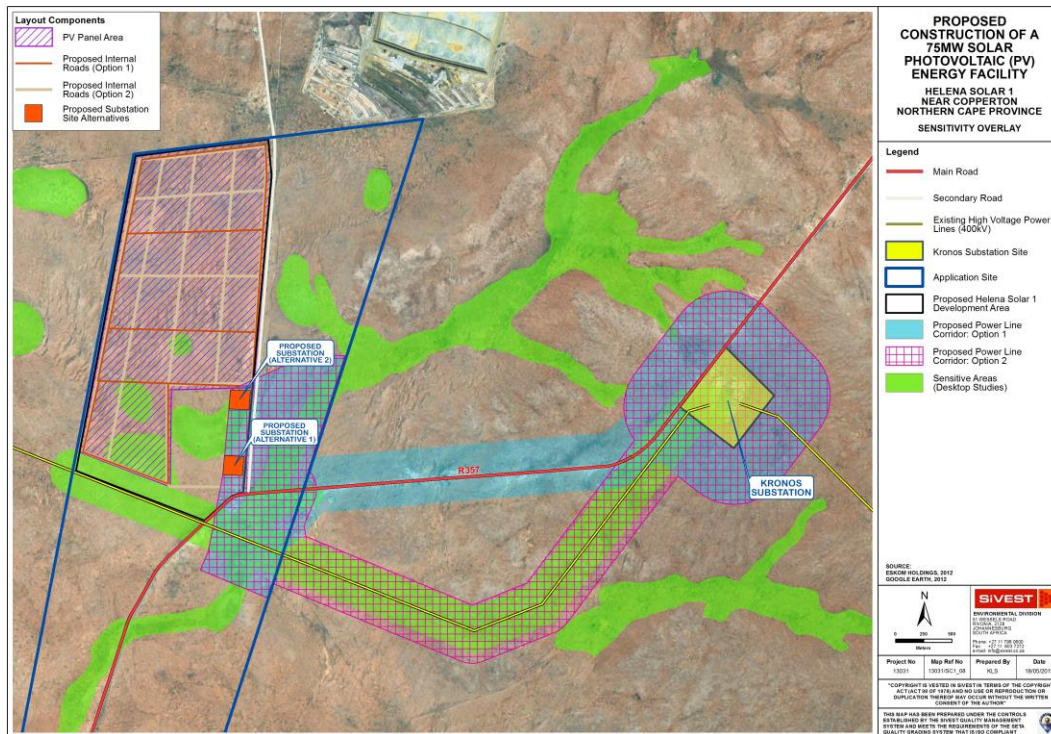 Layout Components
PV Panel Area
Proposed Internal
Roads (Option 1)
Proposed Internal
Roads (Option 2)
Proposed Substation
Site Alternatives
PROPOSED
SUBSTATION
(ALTERNATIVE 2)
PROPOSED
SUBSTATION
(ALTERNATIVE 1)
R357
KRONOS
SUBSTATION
PROPOSED
CONSTRUCTION OF A
75MW SOLAR
PHOTOVOLTAIC (PV)
ENERGY FACILITY
HELENA SOLAR 1
NEAR COPPERTON
NORTHERN CAPE PROVINCE
SENSITIVITY OVERLAY
Legend
Main Road
Secondary Road
Existing High Voltage Power
Lines (400kV)
Kronos Substation Site
Application Site
Proposed Helena Solar 1
Development Area
Proposed Power Line
Corridor: Option 1
Proposed Power Line
Corridor: Option 2
Sensitive Areas
(Desktop Studies)
SOURCE:
ESKOM HOLDINGS, 2012
GOOGLE EARTH, 2012
N
0 250 500
Meters
SiVEST
ENVIRONMENTAL DIVISION
51 WESSELS ROAD
RIVONIA, 2128
JOHANNESBURG
SOUTH AFRICA
Project No
Map Ref No
Prepared By
Date
13031
KLS
"COPYRIGHT IS VESTED IN SIVEST IN TERMS OF THE COPYRIGHT
ACT (ACT 98 OF 1978) AND NO USE OR REPRODUCTION OR
DUPLICATION THEREOF MAY OCCUR WITHOUT THE WRITTEN
CONSENT OF THE AUTHOR"
THIS MAP HAS BEEN PREPARED UNDER THE CONTROLS
ESTABLISHED BY THE SIVEST QUALITY MANAGEMENT
SYSTEM AND MEETS THE REQUIREMENTS OF THE SETA
QUALITY GRADING SYSTEM THAT IS ISO COMPLIANT